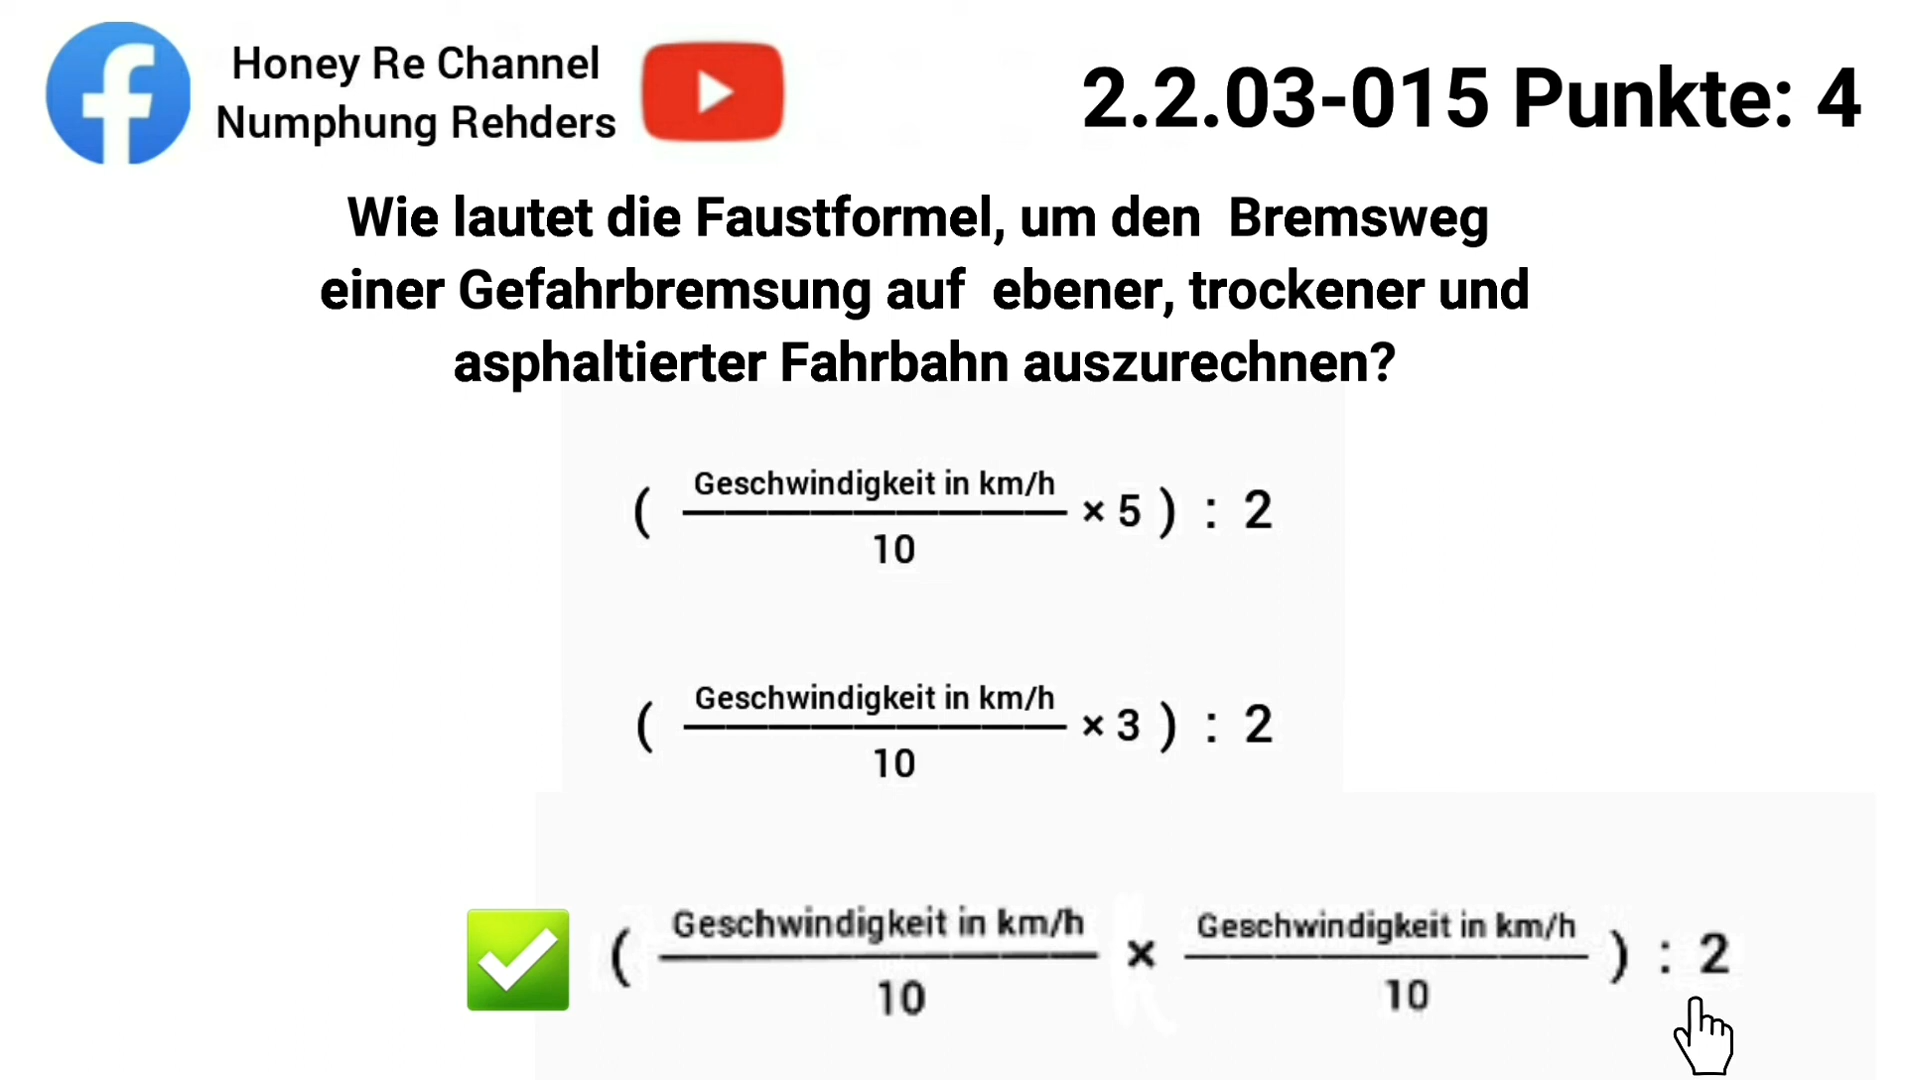 Honey Re Channel
Numphung Rehders
2.2.03-015 Punkte: 4
Wie lautet die Faustformel, um den Bremsweg
einer Gefahrbremsung auf ebener, trockener und
asphaltierter Fahrbahn auszurechnen?
( Geschwindigkeit in km/h × 5 ) : 2
10
( Geschwindigkeit in km/h × 3 ) : 2
10
( Geschwindigkeit in km/h × Geschwindigkeit in km/h ) : 2
10 10